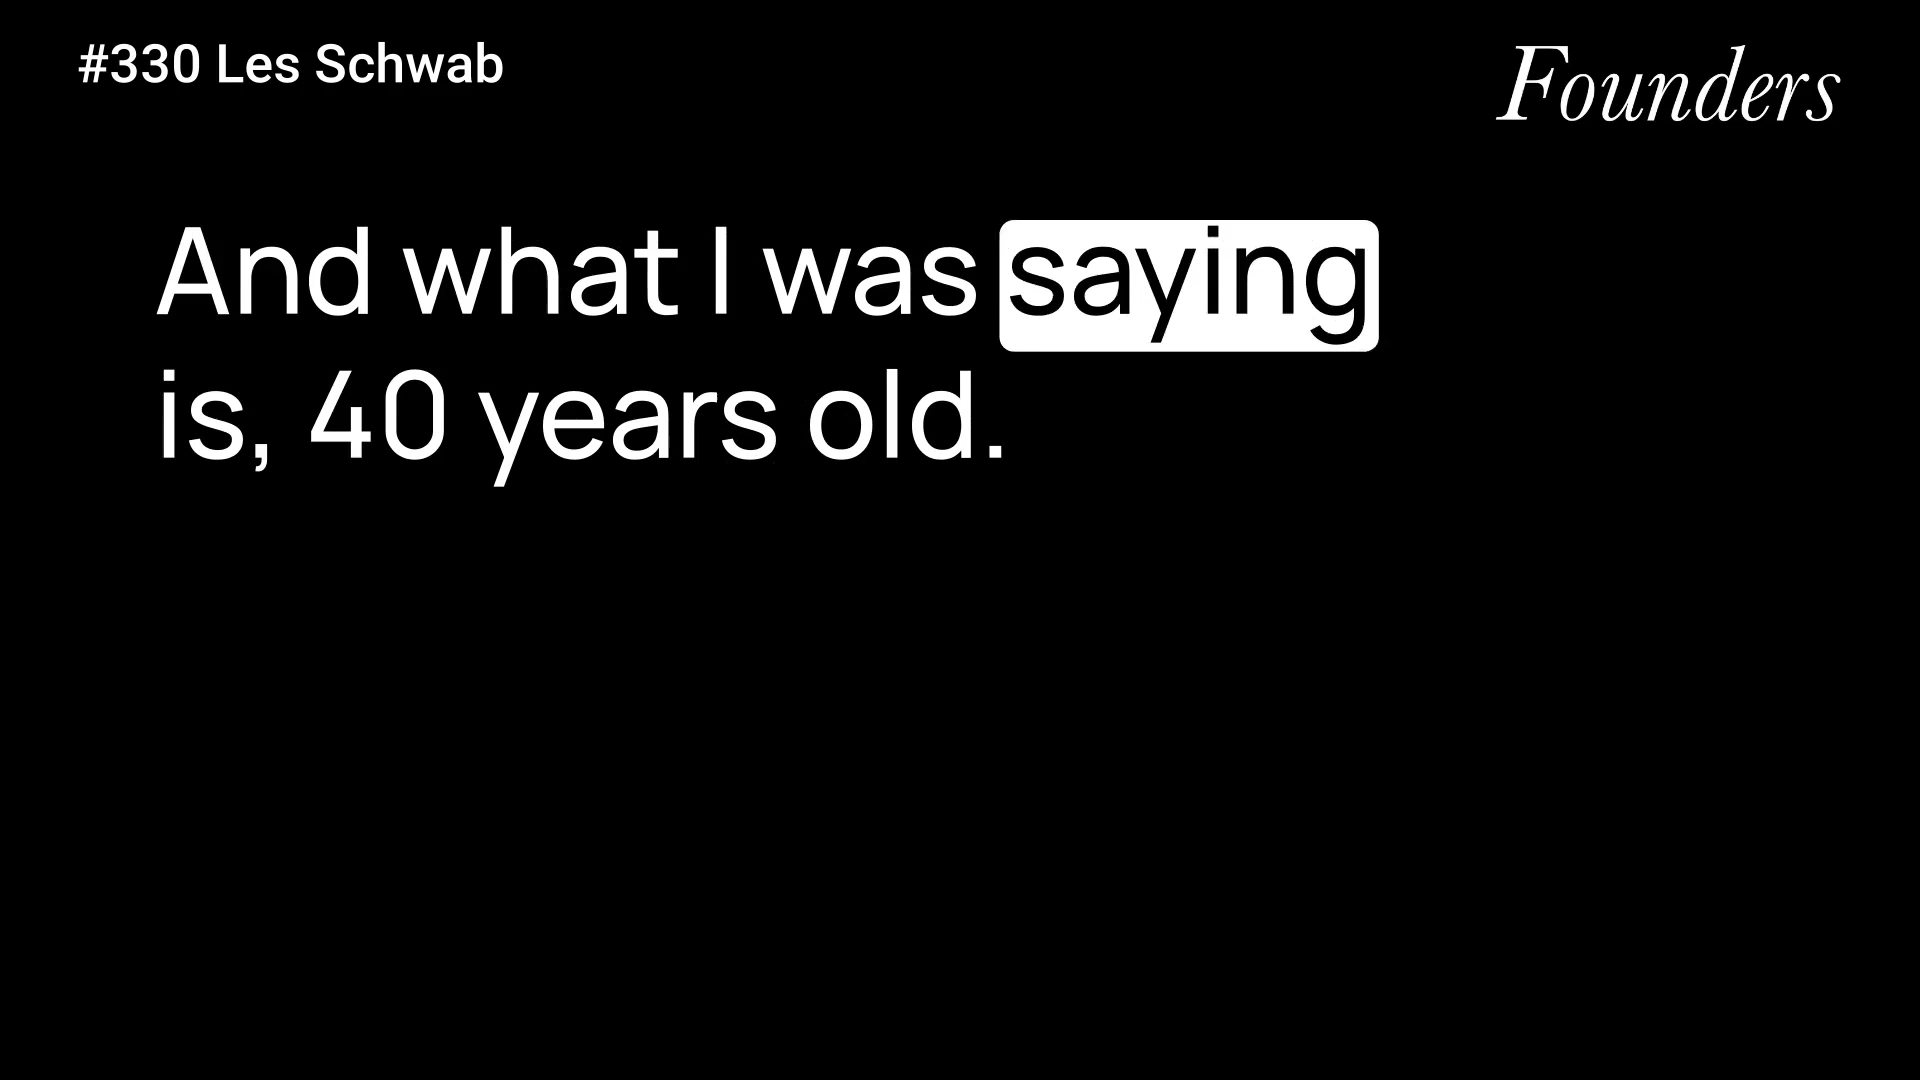 #330 Les Schwab
Founders
And what I was saying
is, 40 years old.